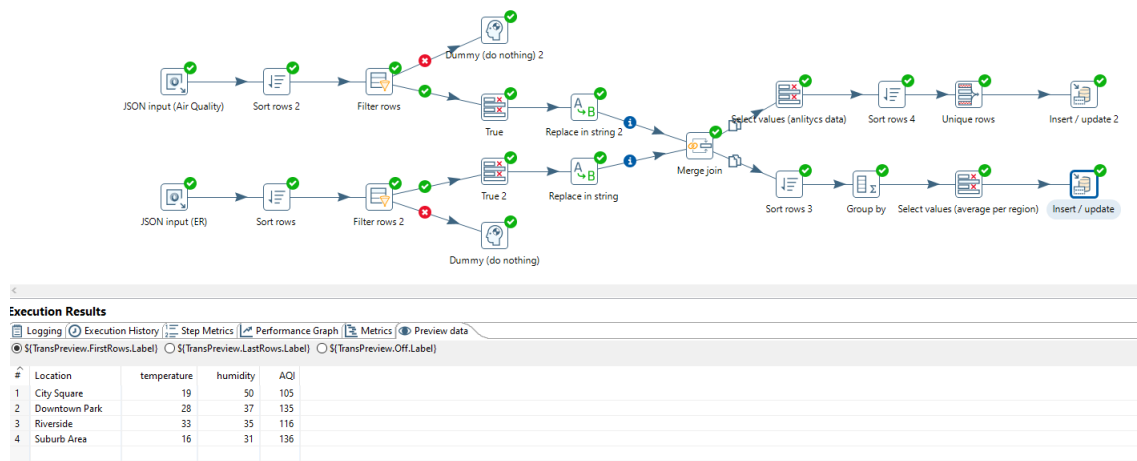 Dummy (do nothing) 2
JSON input (Air Quality)
Sort rows 2
Filter rows
True
Replace in string 2
Select values (anlitycs data)
Sort rows 4
Unique rows
Insert / update 2
Merge join
JSON input (ER)
Sort rows
Filter rows 2
True 2
Replace in string
Sort rows 3
Group by
Select values (average per region)
Insert / update
Dummy (do nothing)
Execution Results
Logging Execution History Step Metrics Performance Graph Metrics Preview data
${TransPreview.FirstRows.Label} ${TransPreview.LastRows.Label} ${TransPreview.Off.Label}
# Location temperature humidity AQI
1 City Square 19 50 105
2 Downtown Park 28 37 135
3 Riverside 33 35 116
4 Suburb Area 16 31 136